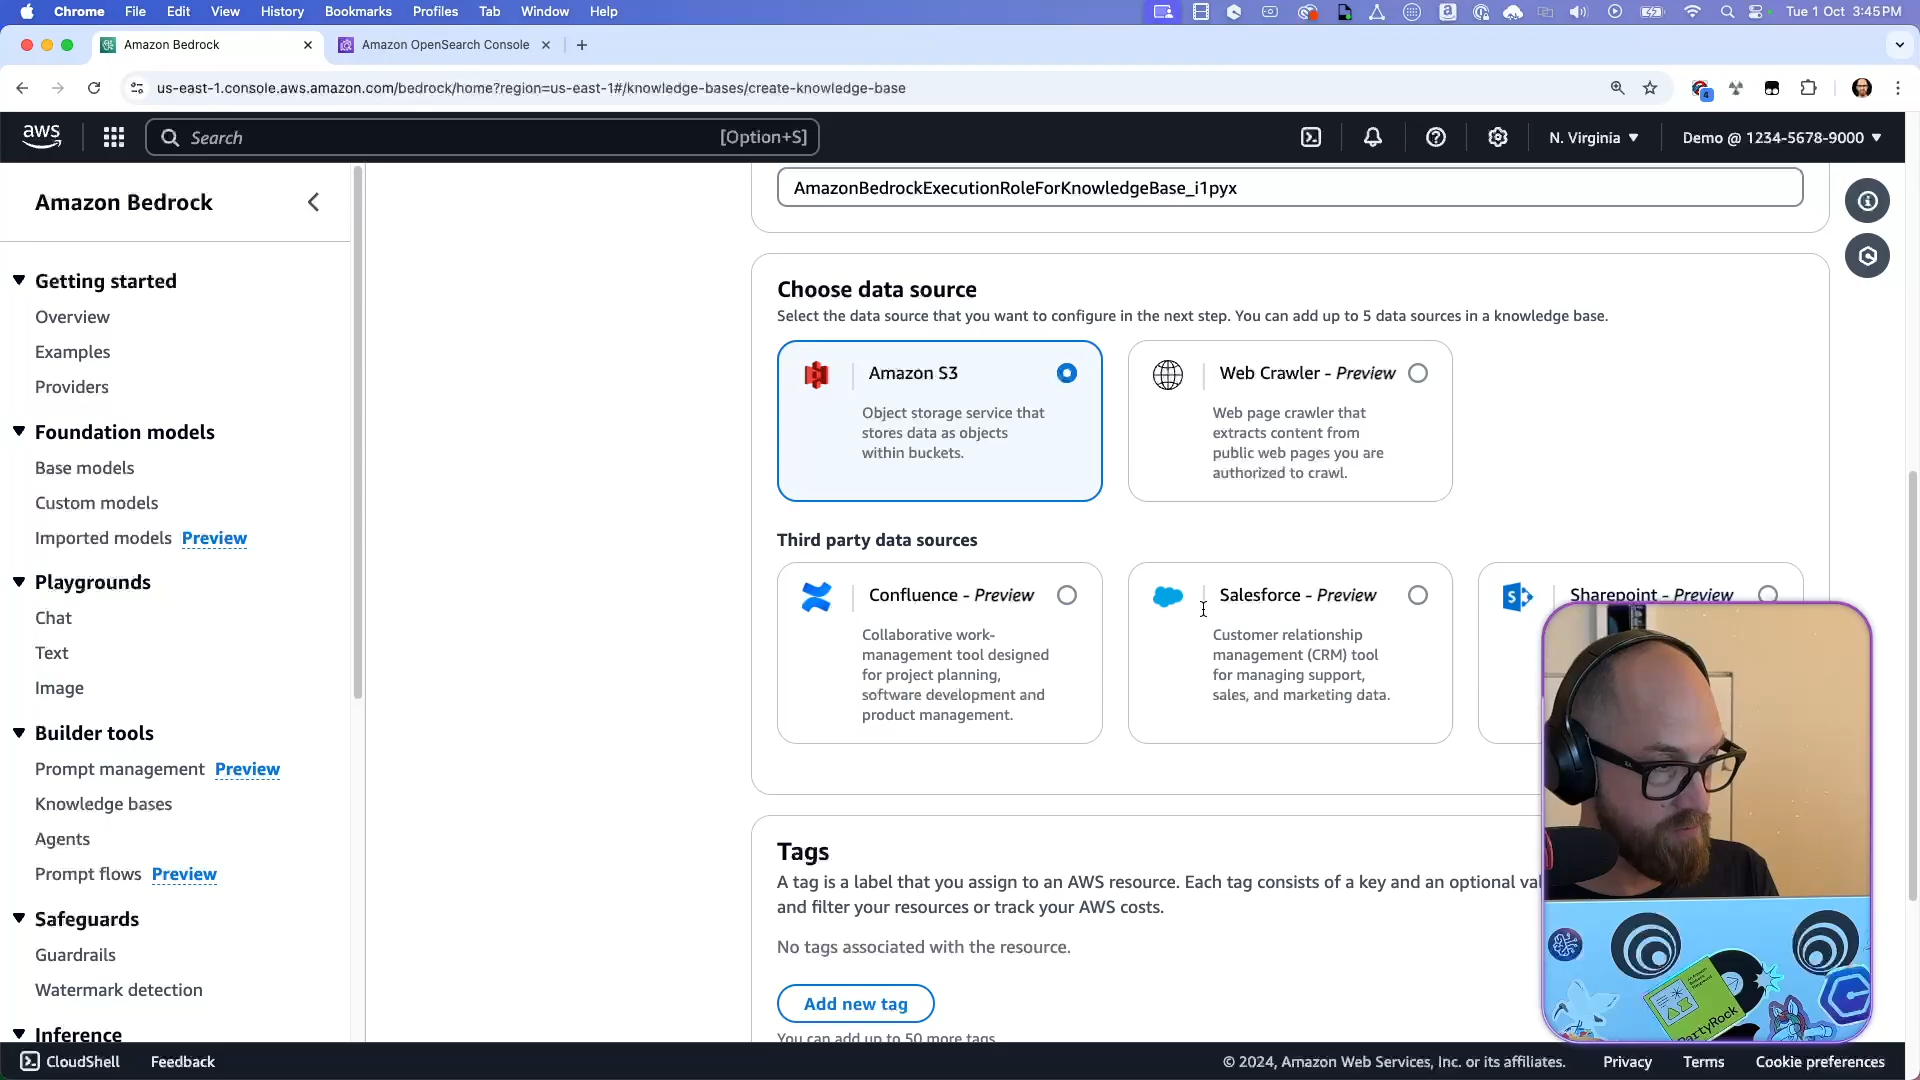 Chrome File Edit View History Bookmarks Profiles Tab Window Help Tue 1 Oct 3:45 PM
Amazon Bedrock Amazon OpenSearch Console
us-east-1.console.aws.amazon.com/bedrock/home?region=us-east-1#/knowledge-bases/create-knowledge-base
4
aws Search [Option+S] N. Virginia Demo @ 1234-5678-9000
Amazon Bedrock
Getting started
Overview
Examples
Providers
Foundation models
Base models
Custom models
Imported models Preview
Playgrounds
Chat
Text
Image
Builder tools
Prompt management Preview
Knowledge bases
Agents
Prompt flows Preview
Safeguards
Guardrails
Watermark detection
Inference
AmazonBedrockExecutionRoleForKnowledgeBase_i1pyx
Choose data source
Select the data source that you want to configure in the next step. You can add up to 5 data sources in a knowledge base.
Amazon S3
Object storage service that
stores data as objects
within buckets.
Web Crawler - Preview
Web page crawler that
extracts content from
public web pages you are
authorized to crawl.
Third party data sources
Confluence - Preview
Collaborative work-
management tool designed
for project planning,
software development and
product management.
Salesforce - Preview
Customer relationship
management (CRM) tool
for managing support,
sales, and marketing data.
Sharepoint - Preview
Tags
A tag is a label that you assign to an AWS resource. Each tag consists of a key and an optional
and filter your resources or track your AWS costs.
No tags associated with the resource.
Add new tag
You can add up to 50 more tags
PartyRock
CloudShell Feedback © 2024, Amazon Web Services, Inc. or its affiliates. Privacy Terms Cookie preferences